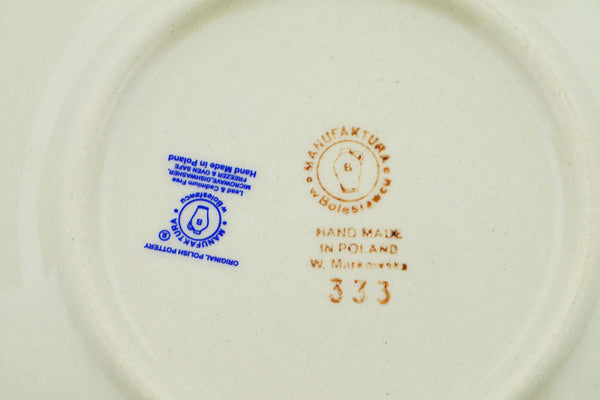 ORIGINAL POLISH POTTERY ®
MANUFAKTURA
w Bolesławcu
B
Lead & Cadmium Free
MICROWAVE, DISHWASHER,
FREEZER & OVEN SAFE
Hand Made in Poland
MANUFAKTURA
B
w Bolesławcu
HAND MADE
IN POLAND
W. Markowska
333